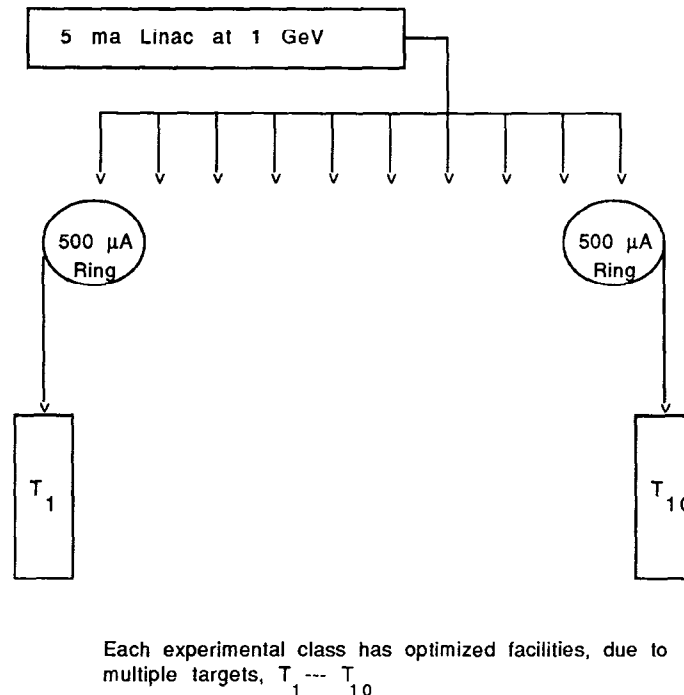 5 ma Linac at 1 GeV
500 μA
Ring
500 μA
Ring
T1
T10
Each experimental class has optimized facilities, due to
multiple targets, T1 --- T10